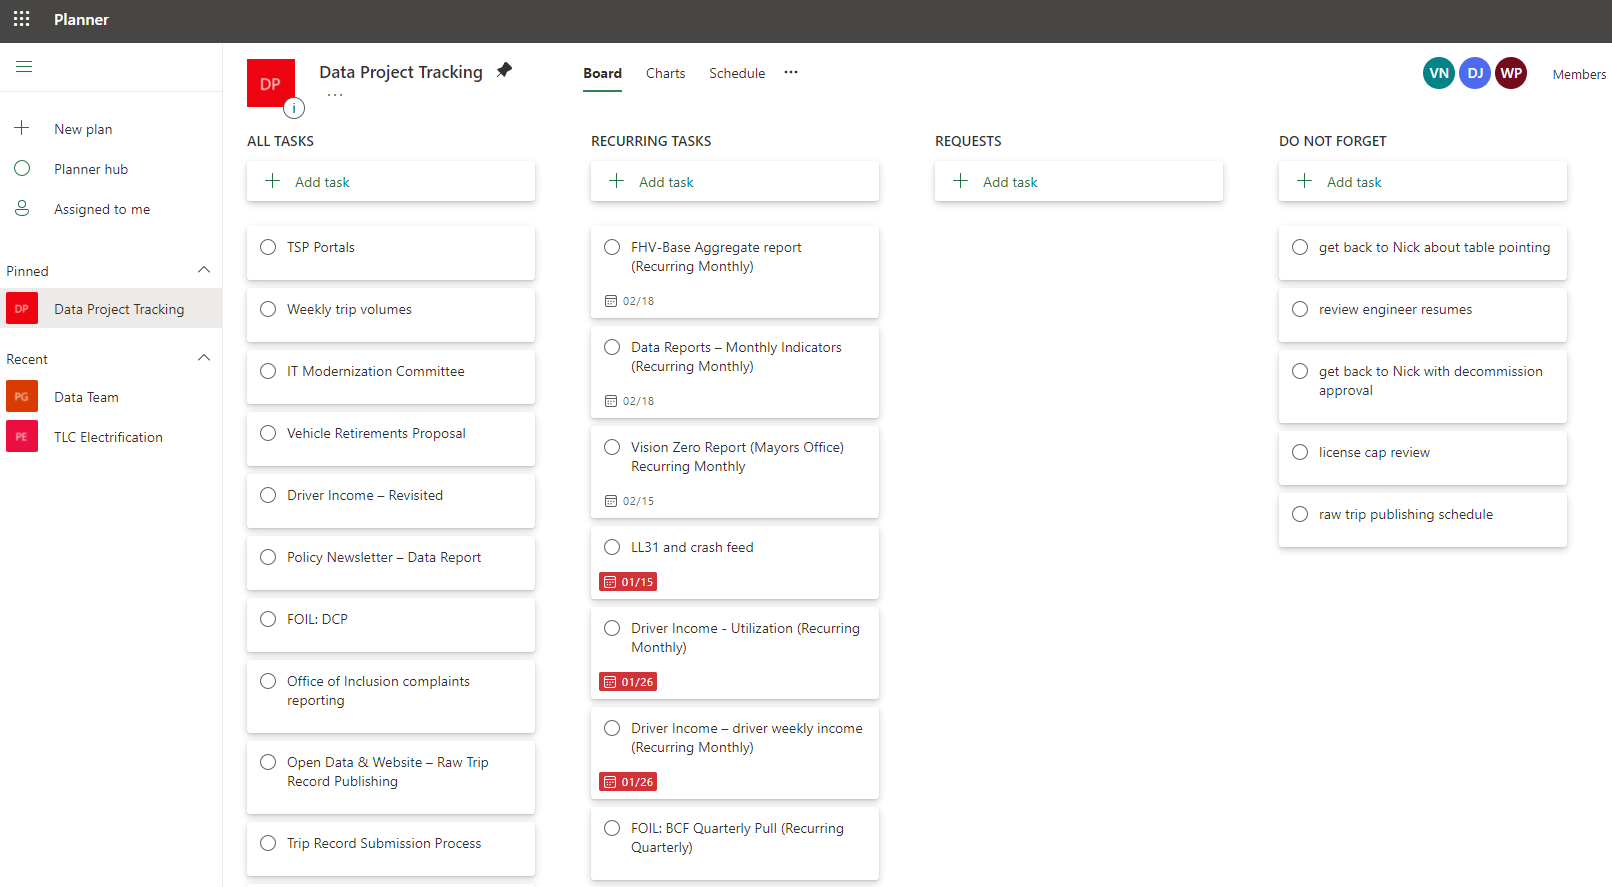 Planner
New plan
Planner hub
Assigned to me
Pinned
DP
Data Project Tracking
Recent
PG
Data Team
PE
TLC Electrification
DP
i
Data Project Tracking
...
Board
Charts
Schedule
...
VN
DJ
WP
Members
ALL TASKS
Add task
TSP Portals
Weekly trip volumes
IT Modernization Committee
Vehicle Retirements Proposal
Driver Income – Revisited
Policy Newsletter – Data Report
FOIL: DCP
Office of Inclusion complaints
reporting
Open Data & Website – Raw Trip
Record Publishing
Trip Record Submission Process
RECURRING TASKS
Add task
FHV-Base Aggregate report
(Recurring Monthly)
02/18
Data Reports – Monthly Indicators
(Recurring Monthly)
02/18
Vision Zero Report (Mayors Office)
Recurring Monthly
02/15
LL31 and crash feed
01/15
Driver Income - Utilization (Recurring
Monthly)
01/26
Driver Income – driver weekly income
(Recurring Monthly)
01/26
FOIL: BCF Quarterly Pull (Recurring
Quarterly)
REQUESTS
Add task
DO NOT FORGET
Add task
get back to Nick about table pointing
review engineer resumes
get back to Nick with decommission
approval
license cap review
raw trip publishing schedule